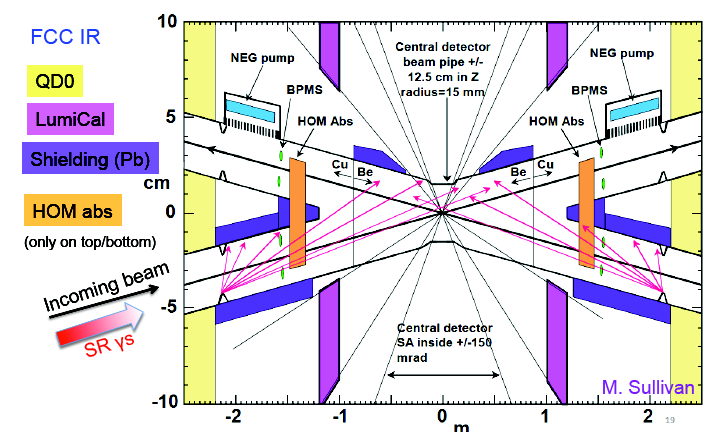 FCC IR
QD0
LumiCal
Shielding (Pb)
HOM abs
(only on top/bottom)
Incoming beam
SR γs
10
5
cm
0
-5
-10
NEG pump
BPMS
HOM Abs
Cu
Be
Central detector
beam pipe +/-
12.5 cm in Z
radius=15 mm
NEG pump
BPMS
HOM Abs
Cu
Be
Central detector
SA inside +/-150
mrad
M. Sullivan
-2
-1
0
1
2
m
19